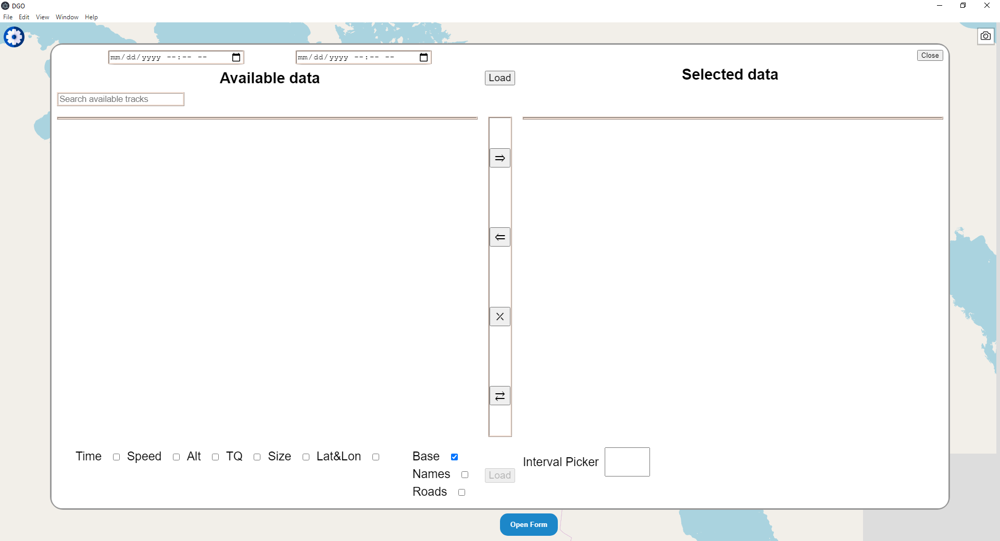 DGO
File Edit View Window Help
mm/dd/yyyy --:-- -- mm/dd/yyyy --:-- -- Close
Available data Load Selected data
Search available tracks
Time Speed Alt TQ Size Lat&Lon Base Interval Picker
Names Load
Roads
Open Form